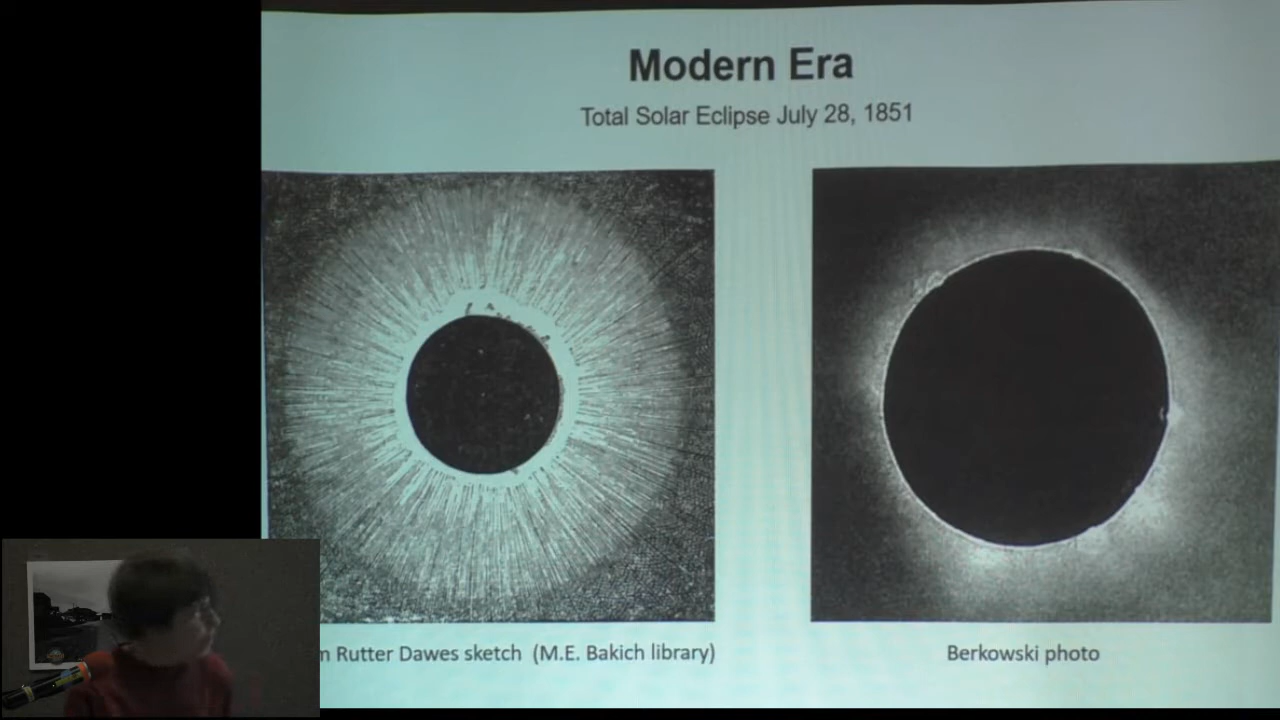 Modern Era
Total Solar Eclipse July 28, 1851
Rutter Dawes sketch (M.E. Bakich library)
Berkowski photo